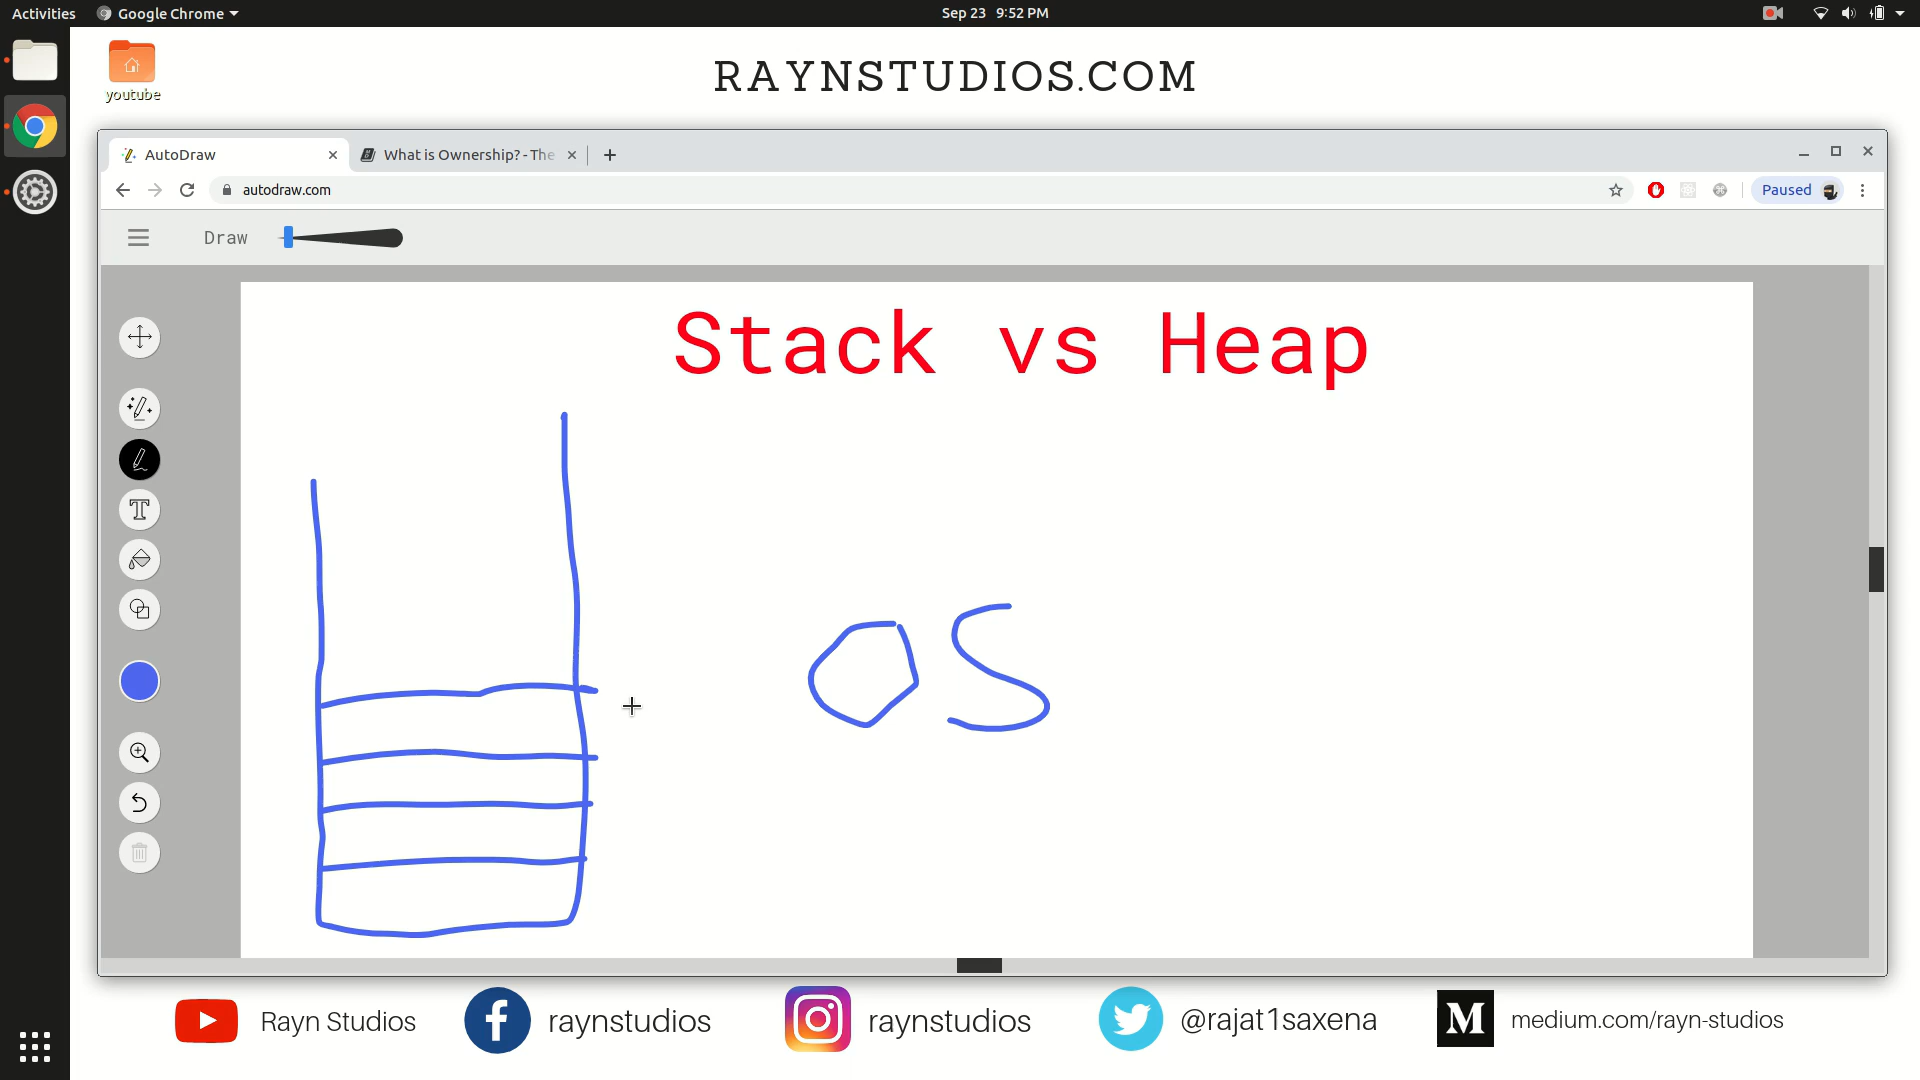 Activities Google Chrome Sep 23 9:52 PM
youtube
RAYNSTUDIOS.COM
AutoDraw What is Ownership? - The
autodraw.com Paused
Draw
Stack vs Heap
OS
Rayn Studios raynstudios raynstudios @rajat1saxena medium.com/rayn-studios